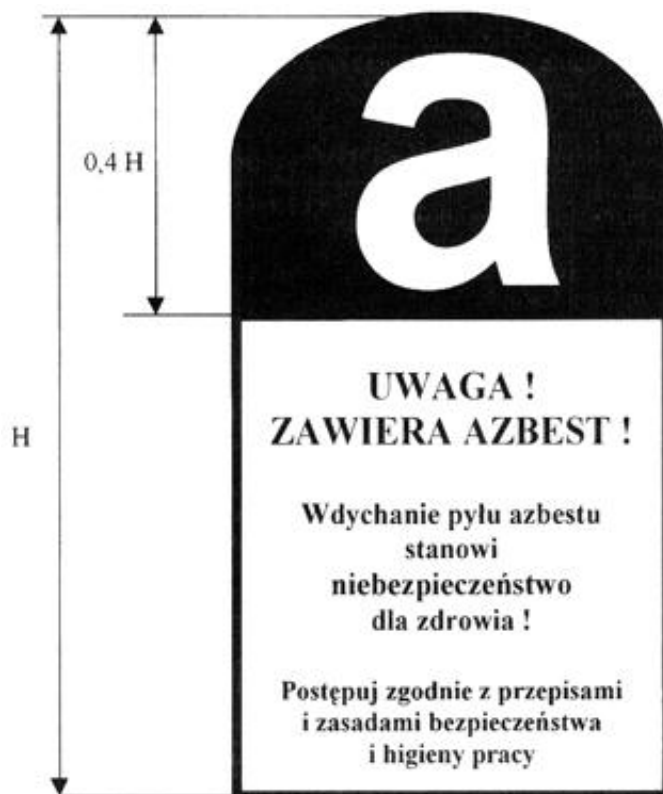 a
0,4 H
H
UWAGA !
ZAWIERA AZBEST !
Wdychanie pyłu azbestu
stanowi
niebezpieczeństwo
dla zdrowia !
Postępuj zgodnie z przepisami
i zasadami bezpieczeństwa
i higieny pracy